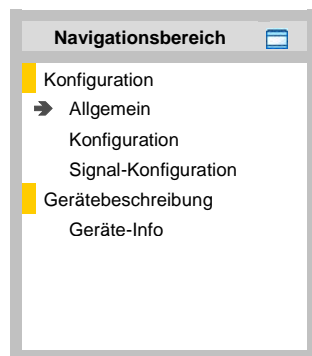 Navigationsbereich
Konfiguration
Allgemein
Konfiguration
Signal-Konfiguration
Gerätebeschreibung
Geräte-Info